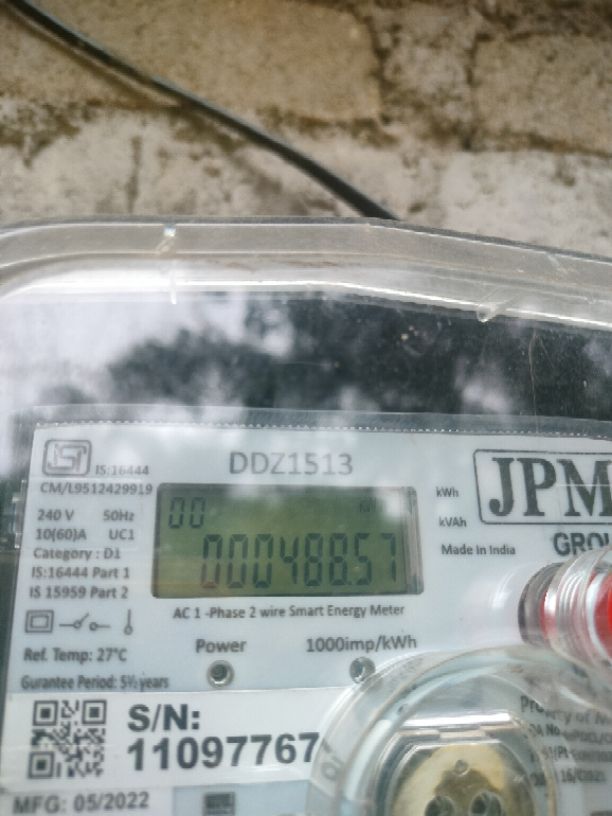 IS:16444
DDZ1513
CM/L9512429919
240 V 50Hz
10(60)A UC1
Category : D1
IS:16444 Part 1
IS 15959 Part 2
00
00048857
kWh
kVAh
Made in India
JPM
GROU
AC 1 -Phase 2 wire Smart Energy Meter
Ref. Temp: 27°C
Power
1000imp/kWh
Gurantee Period: 5½ years
S/N:
11097767
MFG: 05/2022